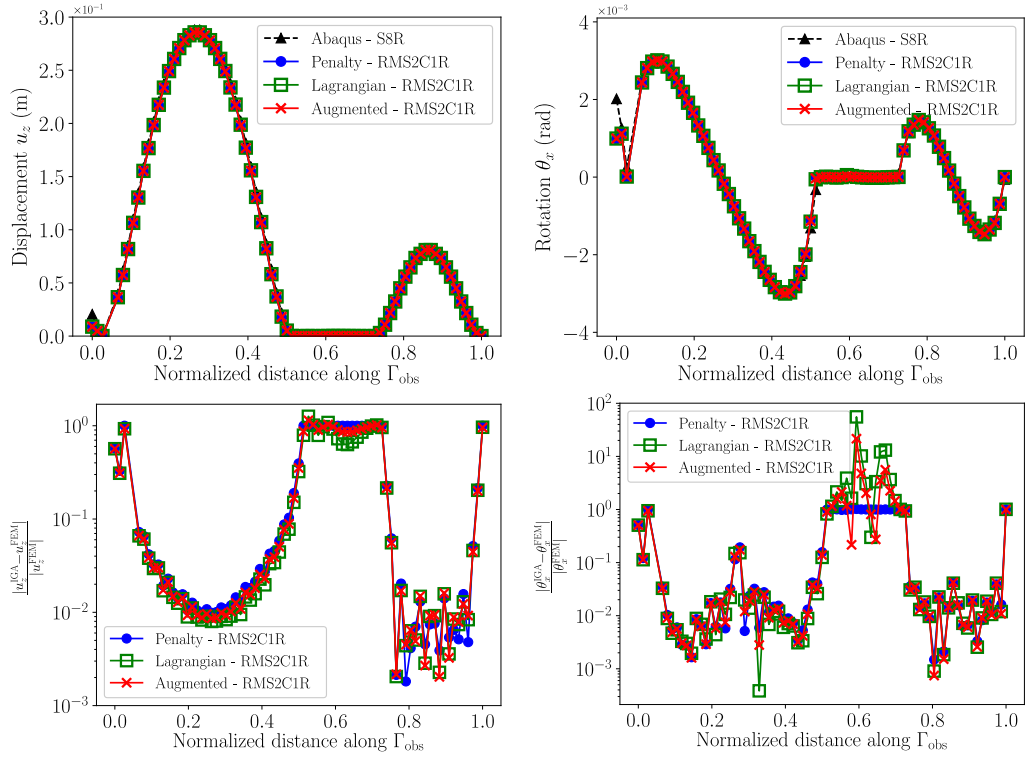 ×10⁻¹
3.0
2.5
2.0
1.5
1.0
0.5
0.0
Displacement u_z (m)
0.0 0.2 0.4 0.6 0.8 1.0
Normalized distance along Γ_obs
Abaqus - S8R
Penalty - RMS2C1R
Lagrangian - RMS2C1R
Augmented - RMS2C1R
×10⁻³
4
2
0
−2
−4
Rotation θ_x (rad)
0.0 0.2 0.4 0.6 0.8 1.0
Normalized distance along Γ_obs
Abaqus - S8R
Penalty - RMS2C1R
Lagrangian - RMS2C1R
Augmented - RMS2C1R
10⁰
10⁻¹
10⁻²
10⁻³
|u_z^IGA − u_z^FEM|
|u_z^FEM|
0.0 0.2 0.4 0.6 0.8 1.0
Normalized distance along Γ_obs
Penalty - RMS2C1R
Lagrangian - RMS2C1R
Augmented - RMS2C1R
10²
10¹
10⁰
10⁻¹
10⁻²
10⁻³
|θ_x^IGA − θ_x^FEM|
|θ_x^FEM|
0.0 0.2 0.4 0.6 0.8 1.0
Normalized distance along Γ_obs
Penalty - RMS2C1R
Lagrangian - RMS2C1R
Augmented - RMS2C1R